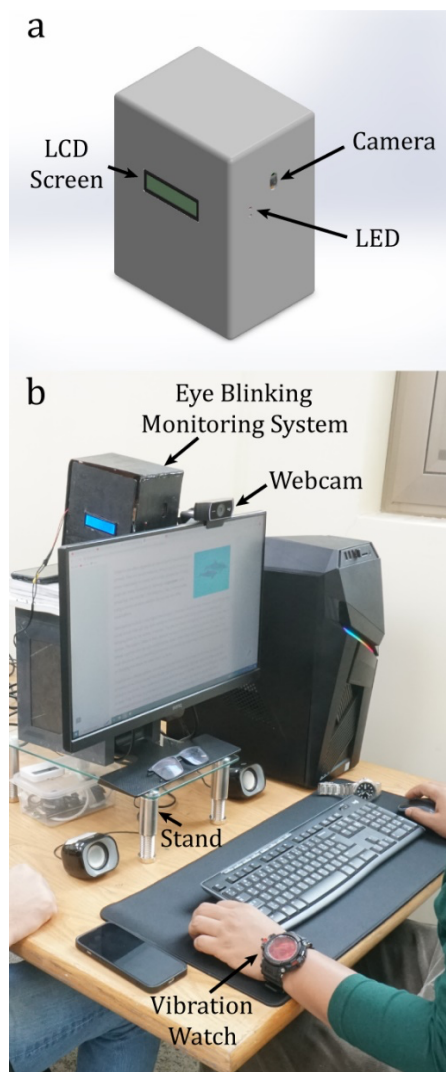 a
LCD
Screen
Camera
LED
b
Eye Blinking
Monitoring System
Webcam
Stand
Vibration
Watch